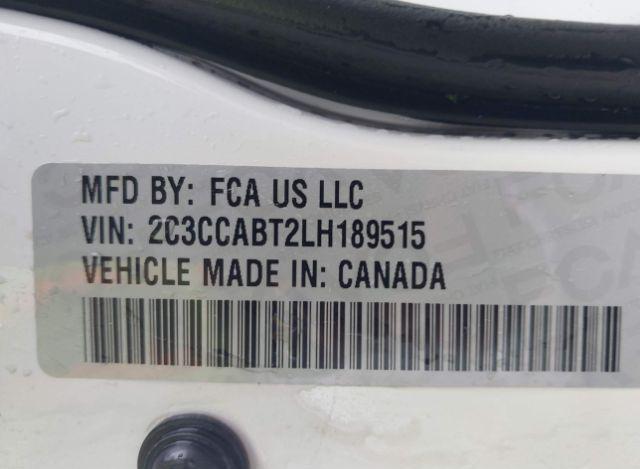 MFD BY: FCA US LLC
VIN: 2C3CCABT2LH189515
VEHICLE MADE IN: CANADA